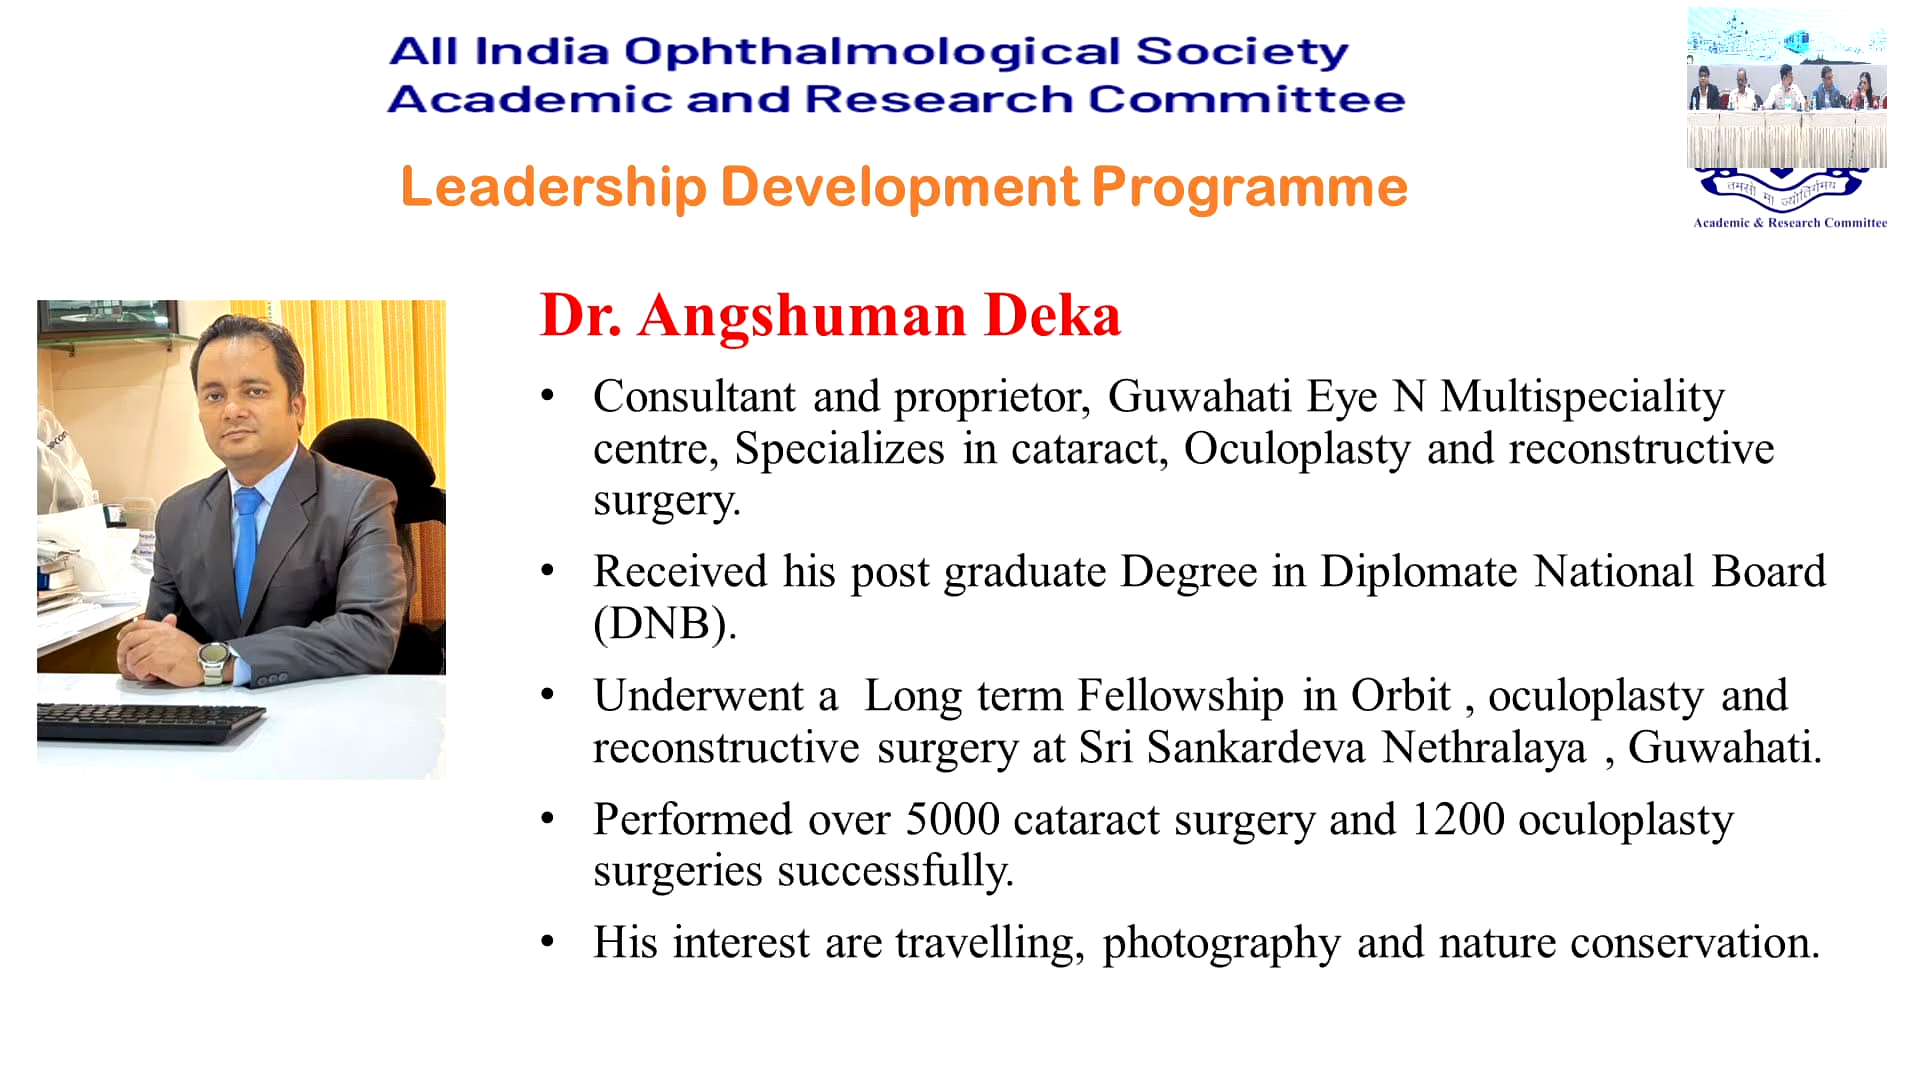 All India Ophthalmological Society
Academic and Research Committee
Leadership Development Programme
तमसो मा ज्योतिर्गमय
Academic & Research Committee
Dr. Angshuman Deka
• Consultant and proprietor, Guwahati Eye N Multispeciality
centre, Specializes in cataract, Oculoplasty and reconstructive
surgery.
• Received his post graduate Degree in Diplomate National Board
(DNB).
• Underwent a Long term Fellowship in Orbit , oculoplasty and
reconstructive surgery at Sri Sankardeva Nethralaya , Guwahati.
• Performed over 5000 cataract surgery and 1200 oculoplasty
surgeries successfully.
• His interest are travelling, photography and nature conservation.